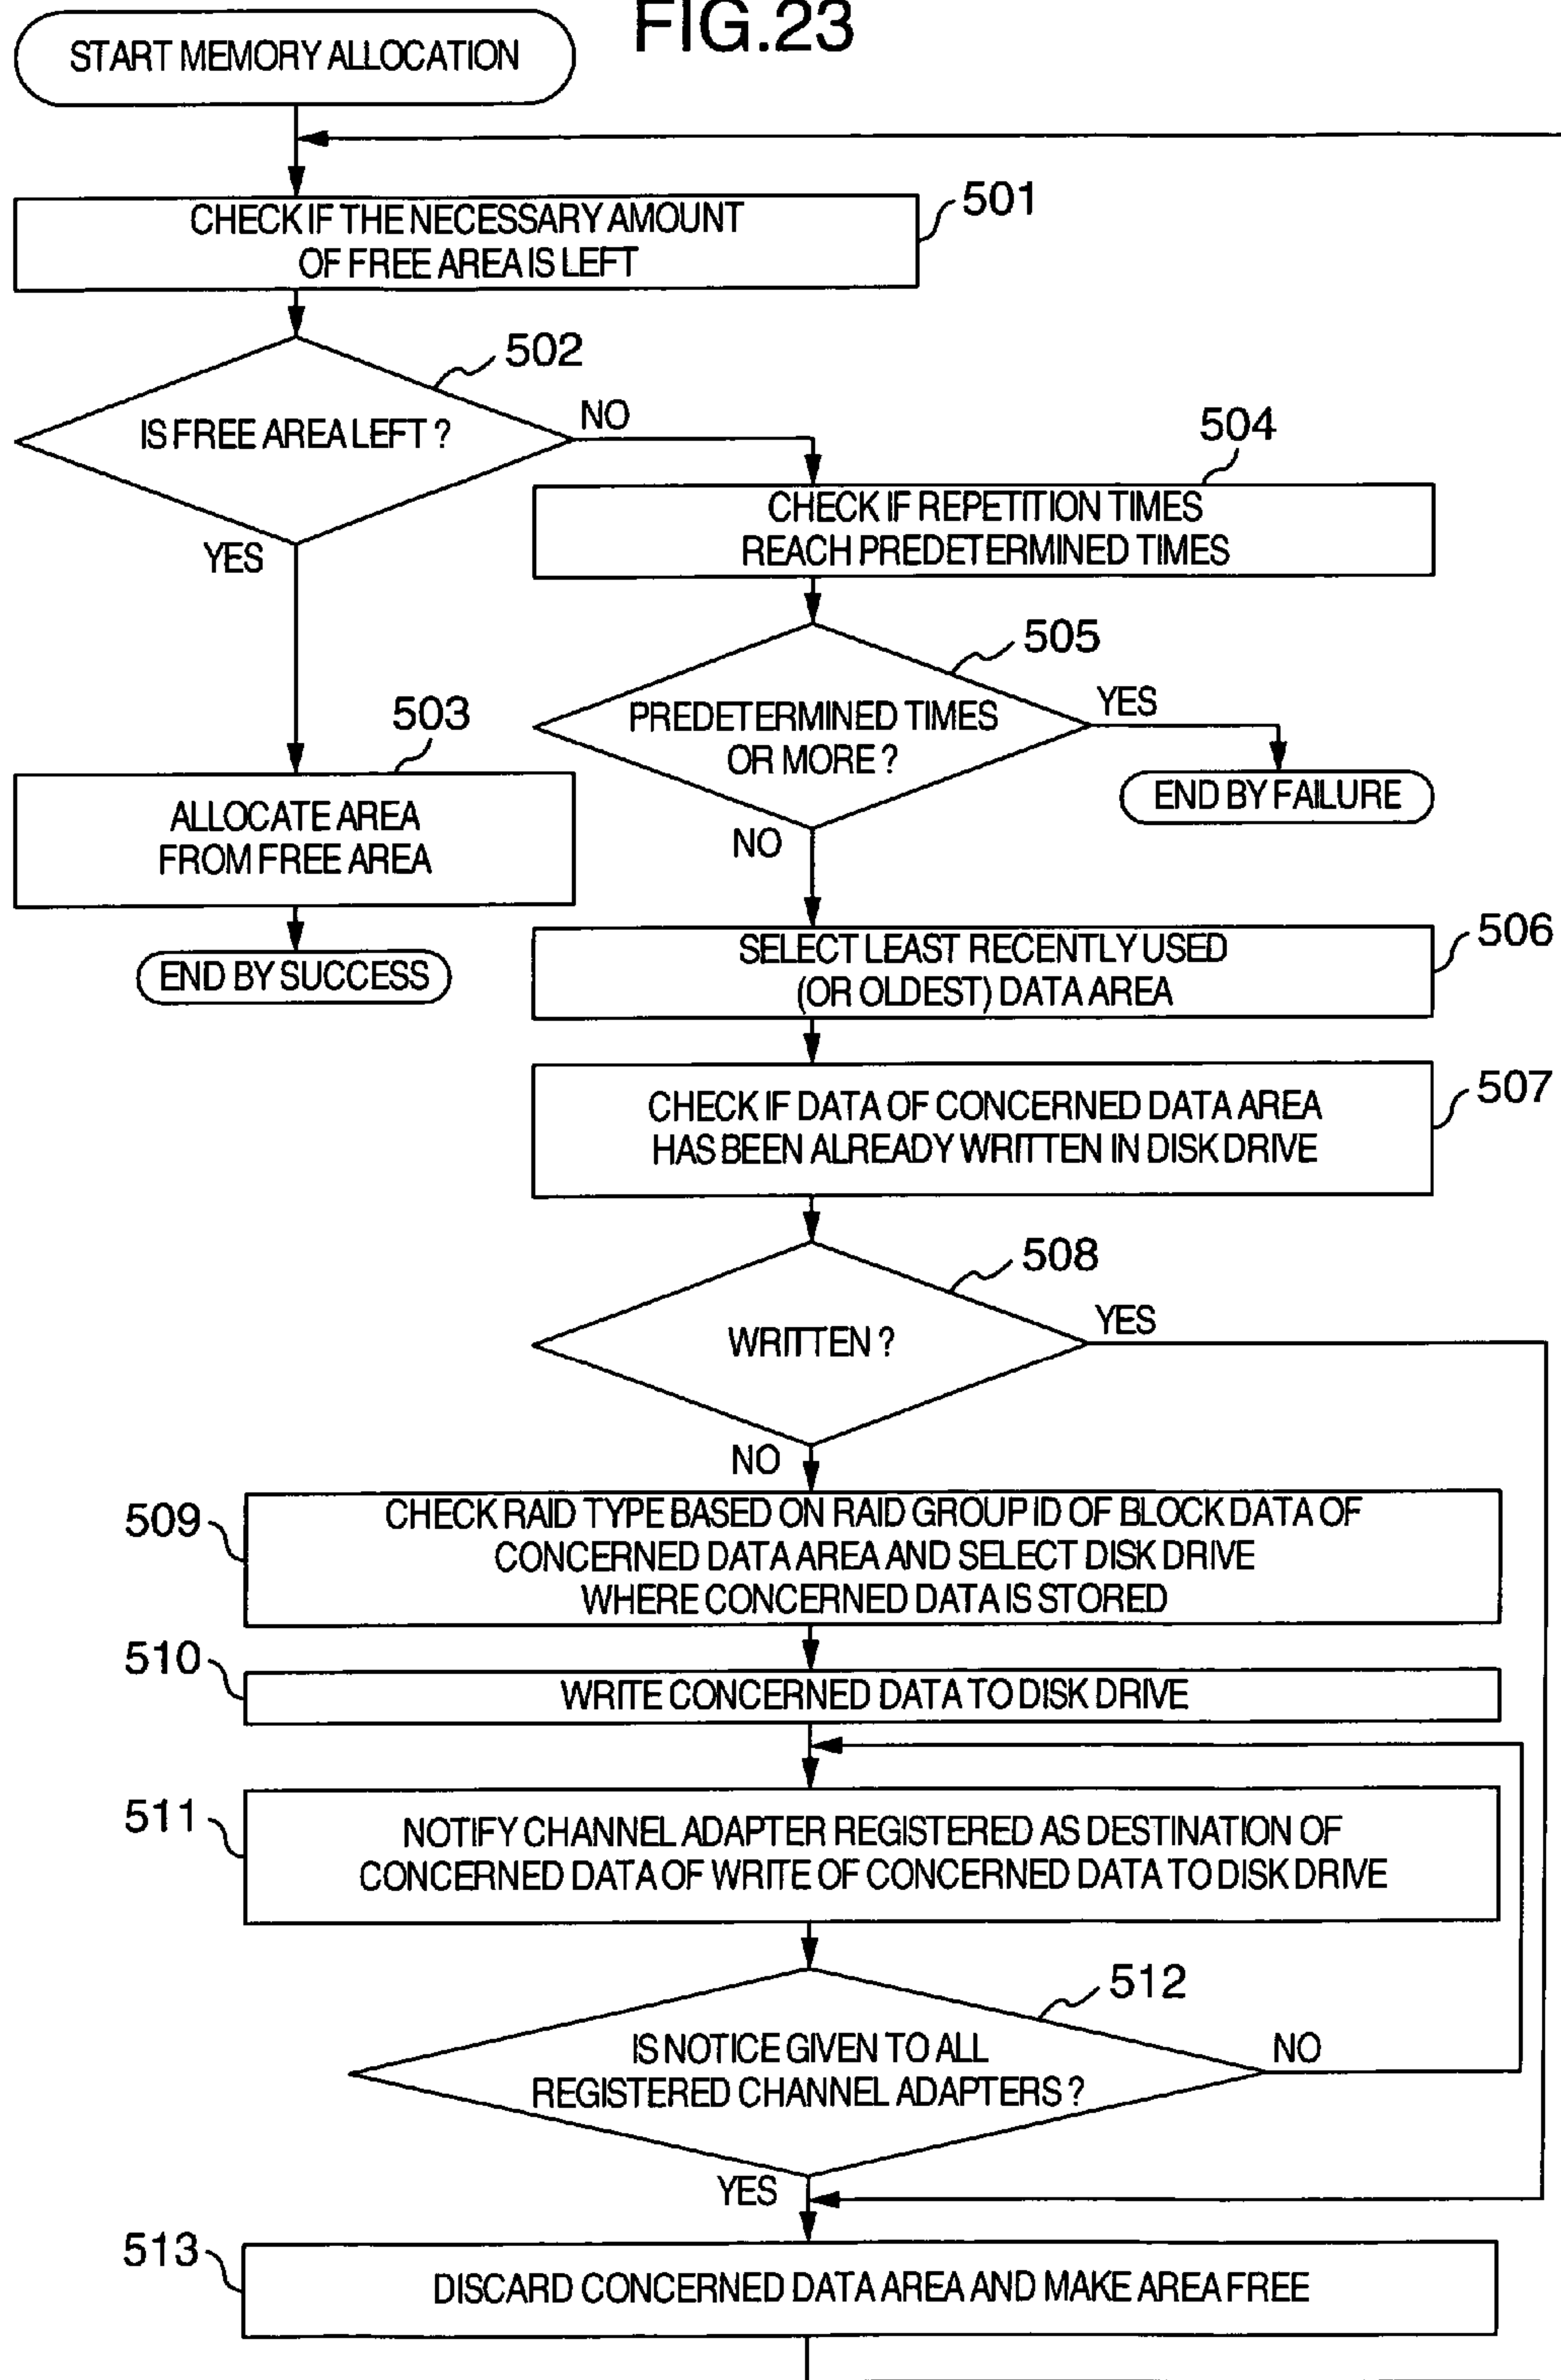 FIG.23
START MEMORY ALLOCATION
CHECK IF THE NECESSARY AMOUNT
OF FREE AREA IS LEFT
501
IS FREE AREA LEFT ?
502
NO
YES
504
CHECK IF REPETITION TIMES
REACH PREDETERMINED TIMES
505
PREDETERMINED TIMES
OR MORE ?
YES
NO
END BY FAILURE
503
ALLOCATE AREA
FROM FREE AREA
END BY SUCCESS
SELECT LEAST RECENTLY USED
(OR OLDEST) DATA AREA
506
CHECK IF DATA OF CONCERNED DATA AREA
HAS BEEN ALREADY WRITTEN IN DISK DRIVE
507
508
WRITTEN ?
YES
NO
509
CHECK RAID TYPE BASED ON RAID GROUP ID OF BLOCK DATA OF
CONCERNED DATA AREA AND SELECT DISK DRIVE
WHERE CONCERNED DATA IS STORED
510
WRITE CONCERNED DATA TO DISK DRIVE
511
NOTIFY CHANNEL ADAPTER REGISTERED AS DESTINATION OF
CONCERNED DATA OF WRITE OF CONCERNED DATA TO DISK DRIVE
512
IS NOTICE GIVEN TO ALL
REGISTERED CHANNEL ADAPTERS ?
NO
YES
513
DISCARD CONCERNED DATA AREA AND MAKE AREA FREE